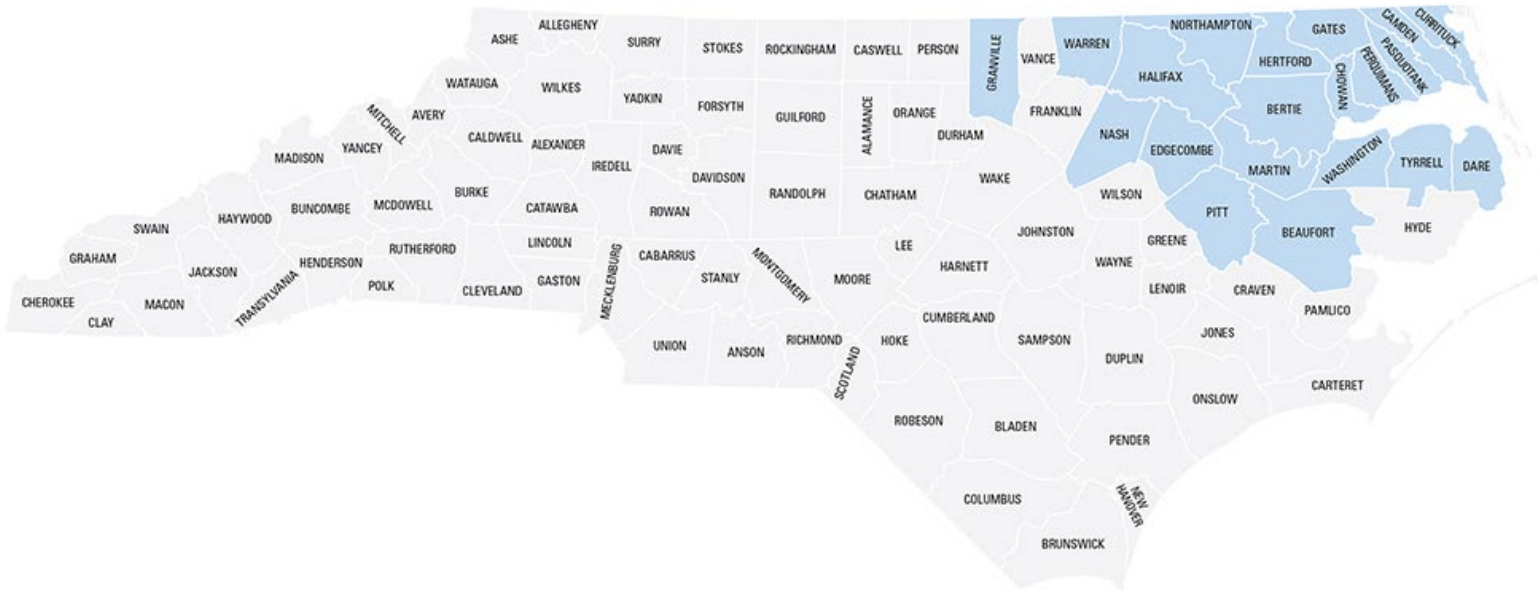 ALLEGHENY
ASHE
SURRY
STOKES
ROCKINGHAM
CASWELL
PERSON
GRANVILLE
VANCE
WARREN
NORTHAMPTON
HALIFAX
HERTFORD
GATES
CAMDEN
CURRITUCK
PASQUOTANK
PERQUIMANS
CHOWAN
BERTIE
WATAUGA
WILKES
YADKIN
FORSYTH
GUILFORD
ALAMANCE
ORANGE
DURHAM
FRANKLIN
NASH
EDGECOMBE
MARTIN
WASHINGTON
TYRRELL
DARE
MITCHELL
AVERY
CALDWELL
ALEXANDER
IREDELL
DAVIE
DAVIDSON
RANDOLPH
CHATHAM
WAKE
WILSON
PITT
BEAUFORT
HYDE
MADISON
YANCEY
BURKE
MCDOWELL
BUNCOMBE
HAYWOOD
CATAWBA
ROWAN
SWAIN
GRAHAM
JACKSON
HENDERSON
RUTHERFORD
LINCOLN
CABARRUS
MECKLENBURG
STANLY
MONTGOMERY
MOORE
LEE
HARNETT
JOHNSTON
WAYNE
GREENE
LENOIR
CRAVEN
PAMLICO
CHEROKEE
CLAY
MACON
TRANSYLVANIA
POLK
CLEVELAND
GASTON
UNION
ANSON
RICHMOND
SCOTLAND
HOKE
CUMBERLAND
SAMPSON
DUPLIN
JONES
ONSLOW
CARTERET
ROBESON
BLADEN
PENDER
COLUMBUS
NEW
HANOVER
BRUNSWICK